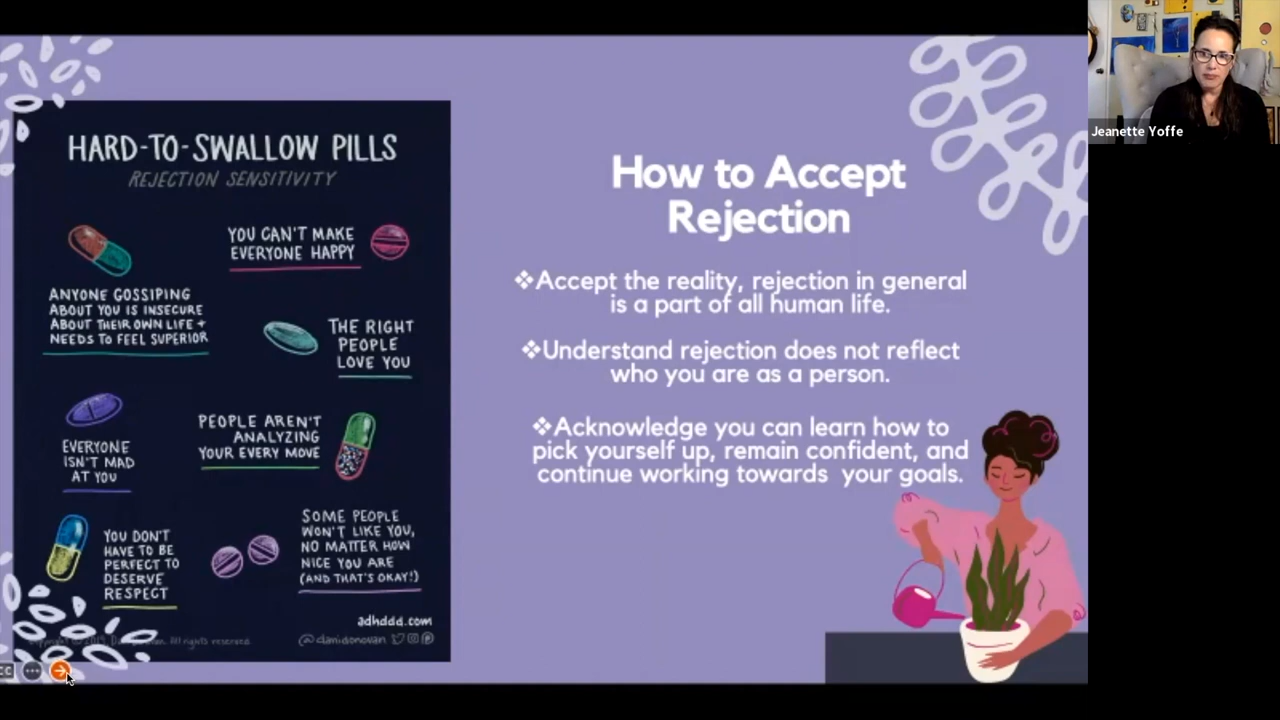 HARD-TO-SWALLOW PILLS
REJECTION SENSITIVITY
YOU CAN'T MAKE
EVERYONE HAPPY
ANYONE GOSSIPING
ABOUT YOU IS INSECURE
ABOUT THEIR OWN LIFE +
NEEDS TO FEEL SUPERIOR
THE RIGHT
PEOPLE
LOVE YOU
PEOPLE AREN'T
ANALYZING
YOUR EVERY MOVE
EVERYONE
ISN'T MAD
AT YOU
YOU DON'T
HAVE TO BE
PERFECT TO
DESERVE
RESPECT
SOME PEOPLE
WON'T LIKE YOU,
NO MATTER HOW
NICE YOU ARE
(AND THAT'S OKAY!)
adhddd.com
@danidonovan
All rights reserved.
How to Accept
Rejection
❖Accept the reality, rejection in general
is a part of all human life.
❖Understand rejection does not reflect
who you are as a person.
❖Acknowledge you can learn how to
pick yourself up, remain confident, and
continue working towards  your goals.
Jeanette Yoffe